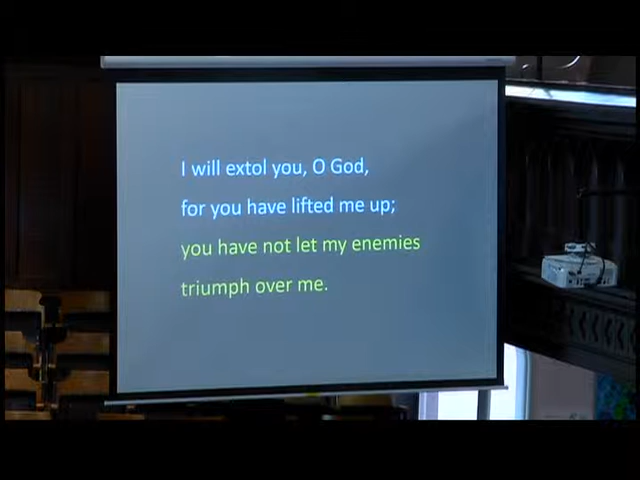 I will extol you, O God,
for you have lifted me up;
you have not let my enemies
triumph over me.